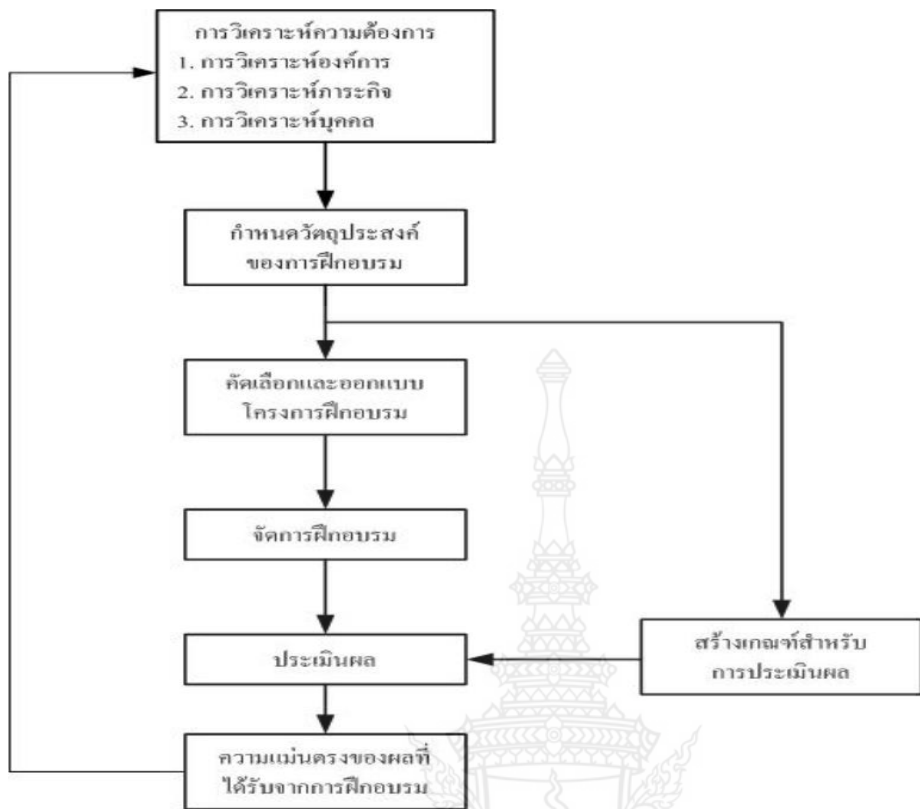 การวิเคราะห์ความต้องการ
1. การวิเคราะห์องค์การ
2. การวิเคราะห์ภาระกิจ
3. การวิเคราะห์บุคคล
กำหนดวัตถุประสงค์
ของการฝึกอบรม
คัดเลือกและออกแบบ
โครงการฝึกอบรม
จัดการฝึกอบรม
ประเมินผล
สร้างเกณฑ์สำหรับ
การประเมินผล
ความแม่นตรงของผลที่
ได้รับจากการฝึกอบรม